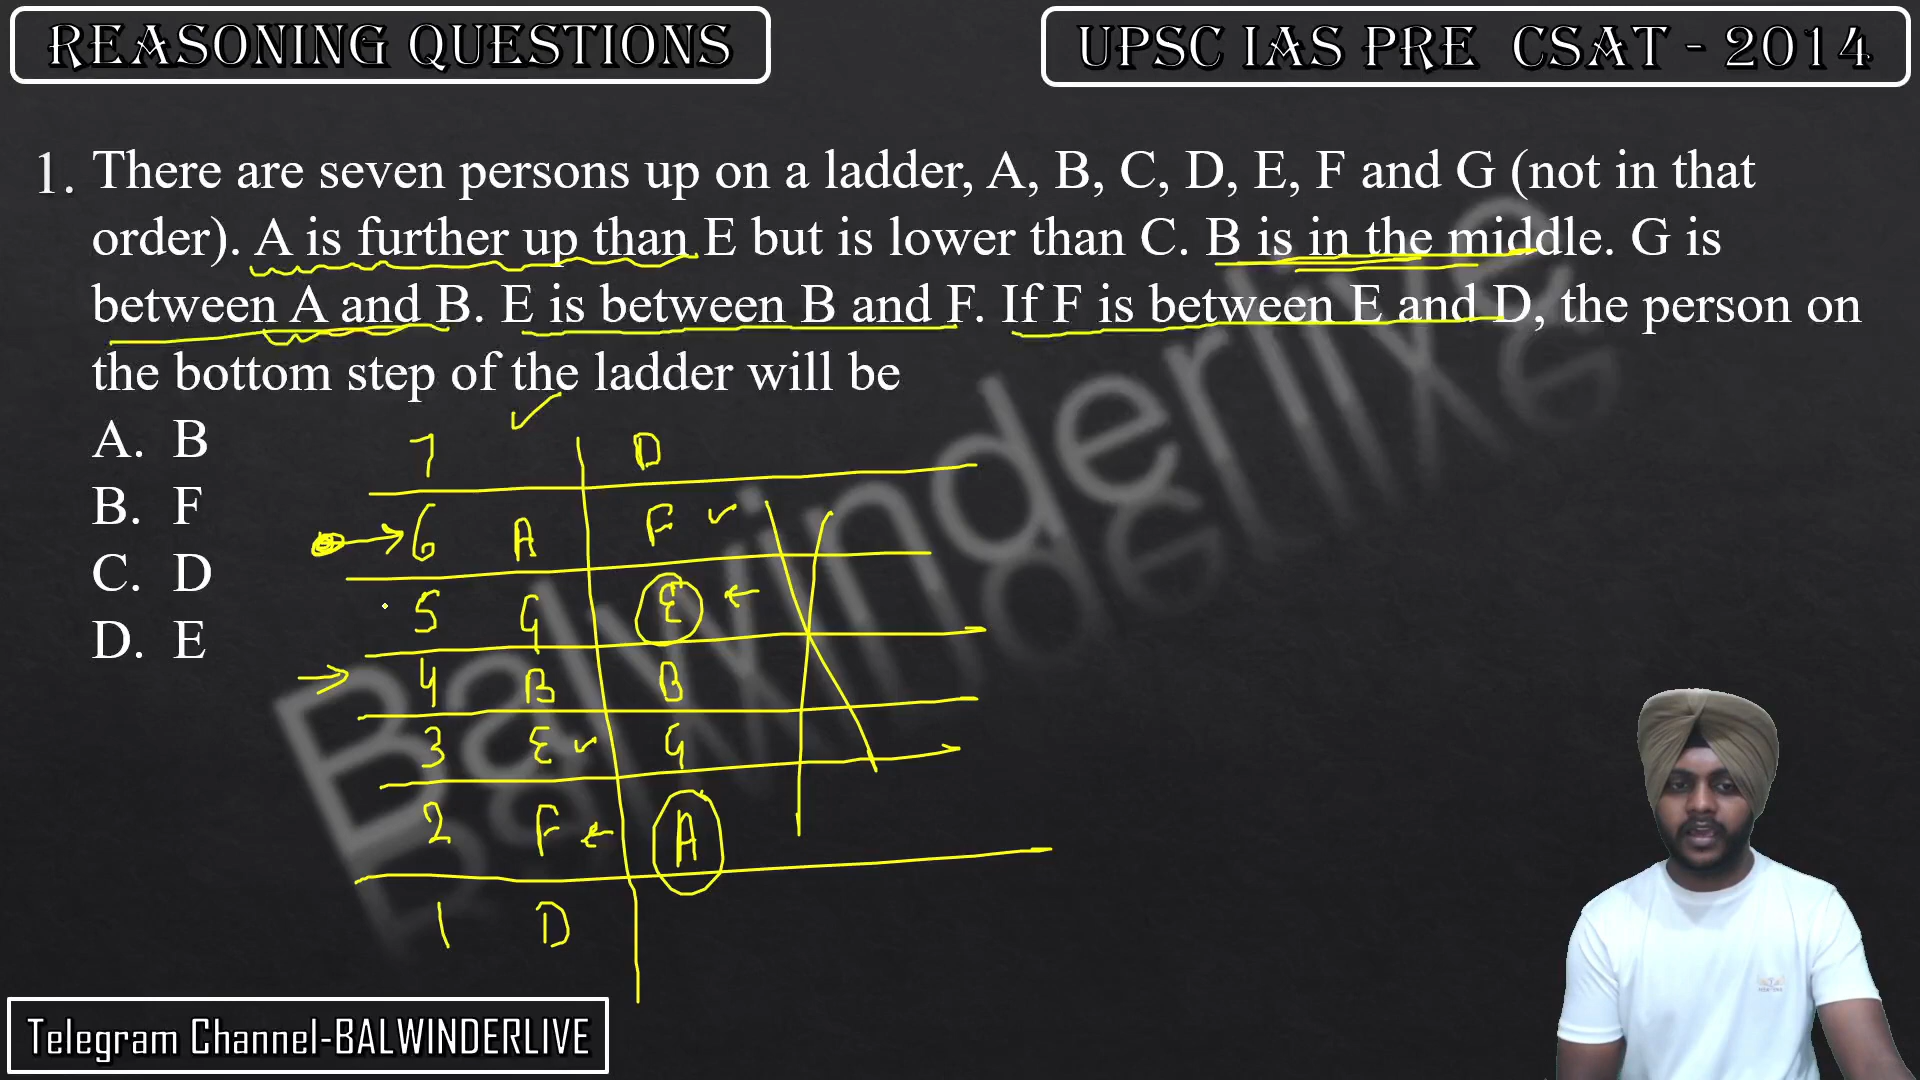 REASONING QUESTIONS
UPSC IAS PRE CSAT - 2014
1. There are seven persons up on a ladder, A, B, C, D, E, F and G (not in that
order). A is further up than E but is lower than C. B is in the middle. G is
between A and B. E is between B and F. If F is between E and D, the person on
the bottom step of the ladder will be
A. B
B. F
C. D
D. E
7 D
6 A F
5 G E
4 B B
3 E G
2 F A
1 D
Balwinderlive
Telegram Channel-BALWINDERLIVE